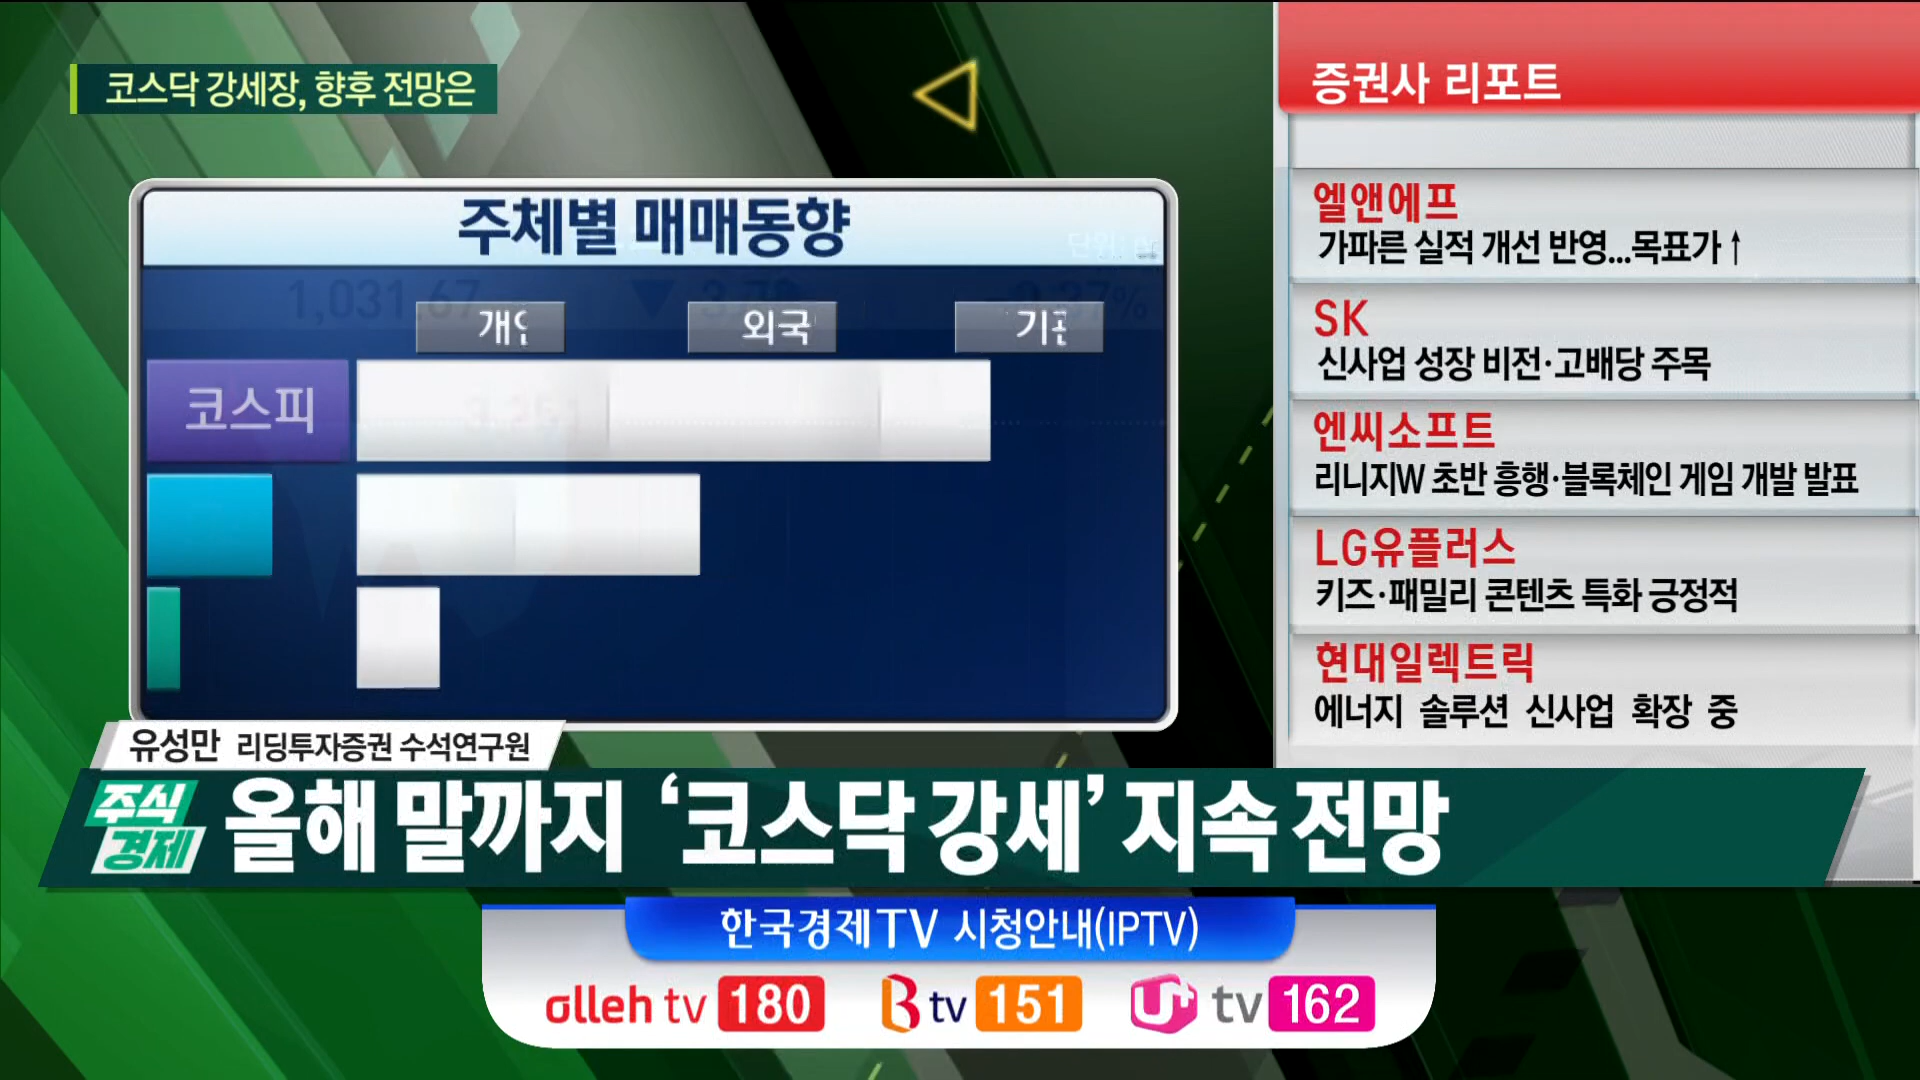 코스닥 강세장, 향후 전망은
주체별 매매동향
외국
코스피
증권사 리포트
엘앤에프
가파른 실적 개선 반영...목표가↑
SK
신사업 성장 비전·고배당 주목
엔씨소프트
리니지W 초반 흥행·블록체인 게임 개발 발표
LG유플러스
키즈·패밀리 콘텐츠 특화 긍정적
현대일렉트릭
에너지 솔루션 신사업 확장 중
유성만 리딩투자증권 수석연구원
주식경제
올해 말까지 ‘코스닥 강세’ 지속 전망
한국경제TV 시청안내(IPTV)
olleh tv 180 B tv 151 U+ tv 162